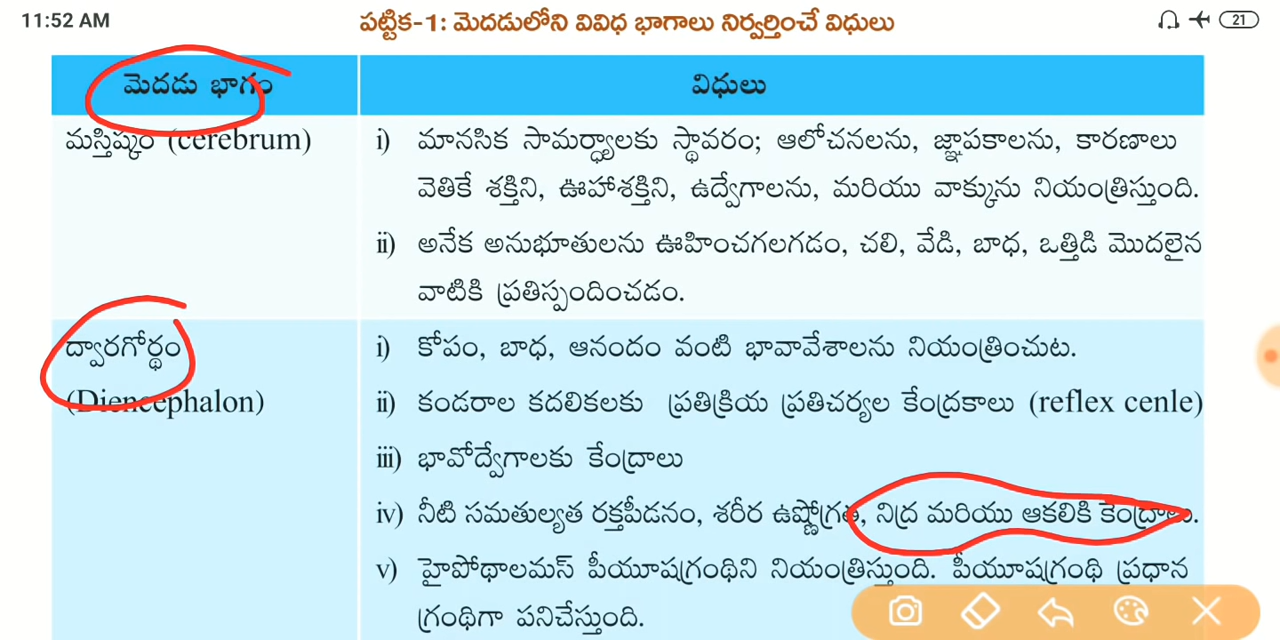 11:52 AM
21
పట్టిక-1: మెదడులోని వివిధ భాగాలు నిర్వర్తించే విధులు
మెదడు భాగం
విధులు
మస్తిష్కం (cerebrum)
i) మానసిక సామర్థ్యాలకు స్థావరం; ఆలోచనలను, జ్ఞాపకాలను, కారణాలు
వెతికే శక్తిని, ఊహాశక్తిని, ఉద్వేగాలను, మరియు వాక్కును నియంత్రిస్తుంది.
ii) అనేక అనుభూతులను ఊహించగలగడం, చలి, వేడి, బాధ, ఒత్తిడి మొదలైన
వాటికి ప్రతిస్పందించడం.
ద్వారగోర్థం
(Diencephalon)
i) కోపం, బాధ, ఆనందం వంటి భావావేశాలను నియంత్రించుట.
ii) కండరాల కదలికలకు ప్రతిక్రియ ప్రతిచర్యల కేంద్రకాలు (reflex cenle)
iii) భావోద్వేగాలకు కేంద్రాలు
iv) నీటి సమతుల్యత రక్తపీడనం, శరీర ఉష్ణోగ్రత, నిద్ర మరియు ఆకలికి కేంద్రాలు.
v) హైపోథాలమస్ పీయూషగ్రంథిని నియంత్రిస్తుంది. పీయూషగ్రంథి ప్రధాన
గ్రంథిగా పనిచేస్తుంది.